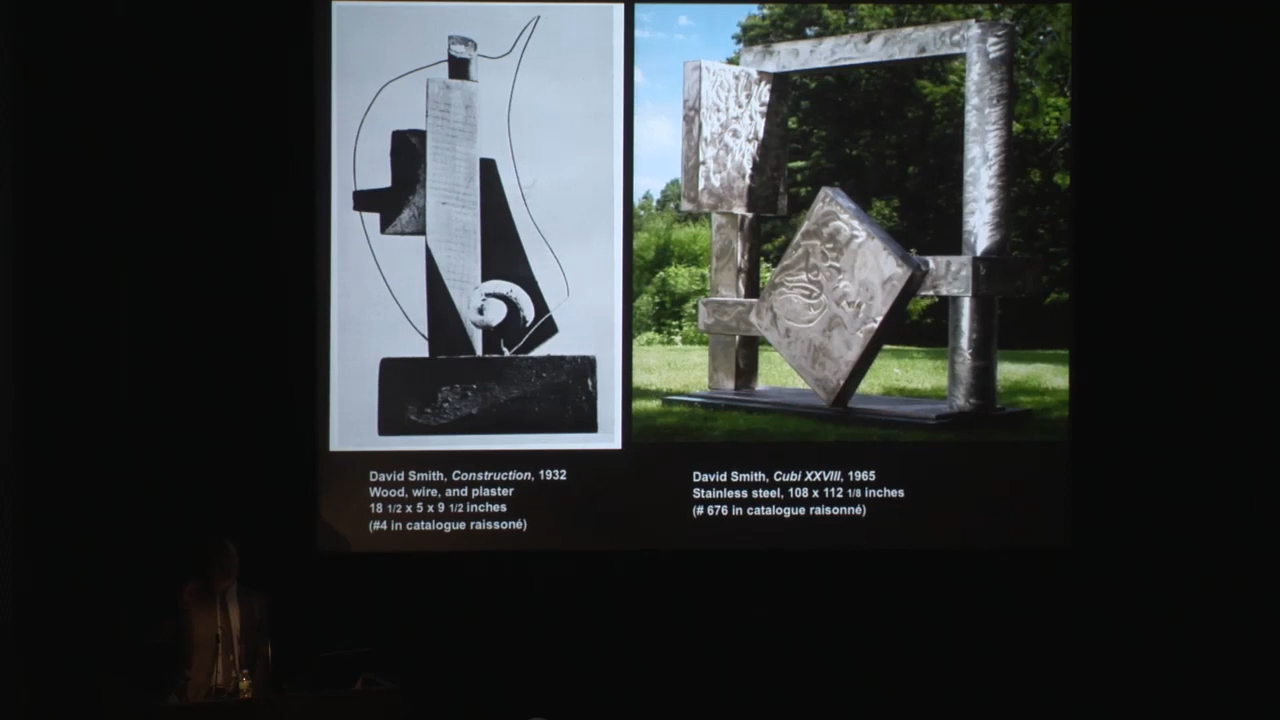 David Smith, Construction, 1932
Wood, wire, and plaster
18 1/2 x 5 x 9 1/2 inches
(#4 in catalogue raissoné)
David Smith, Cubi XXVIII, 1965
Stainless steel, 108 x 112 1/8 inches
(# 676 in catalogue raisonné)